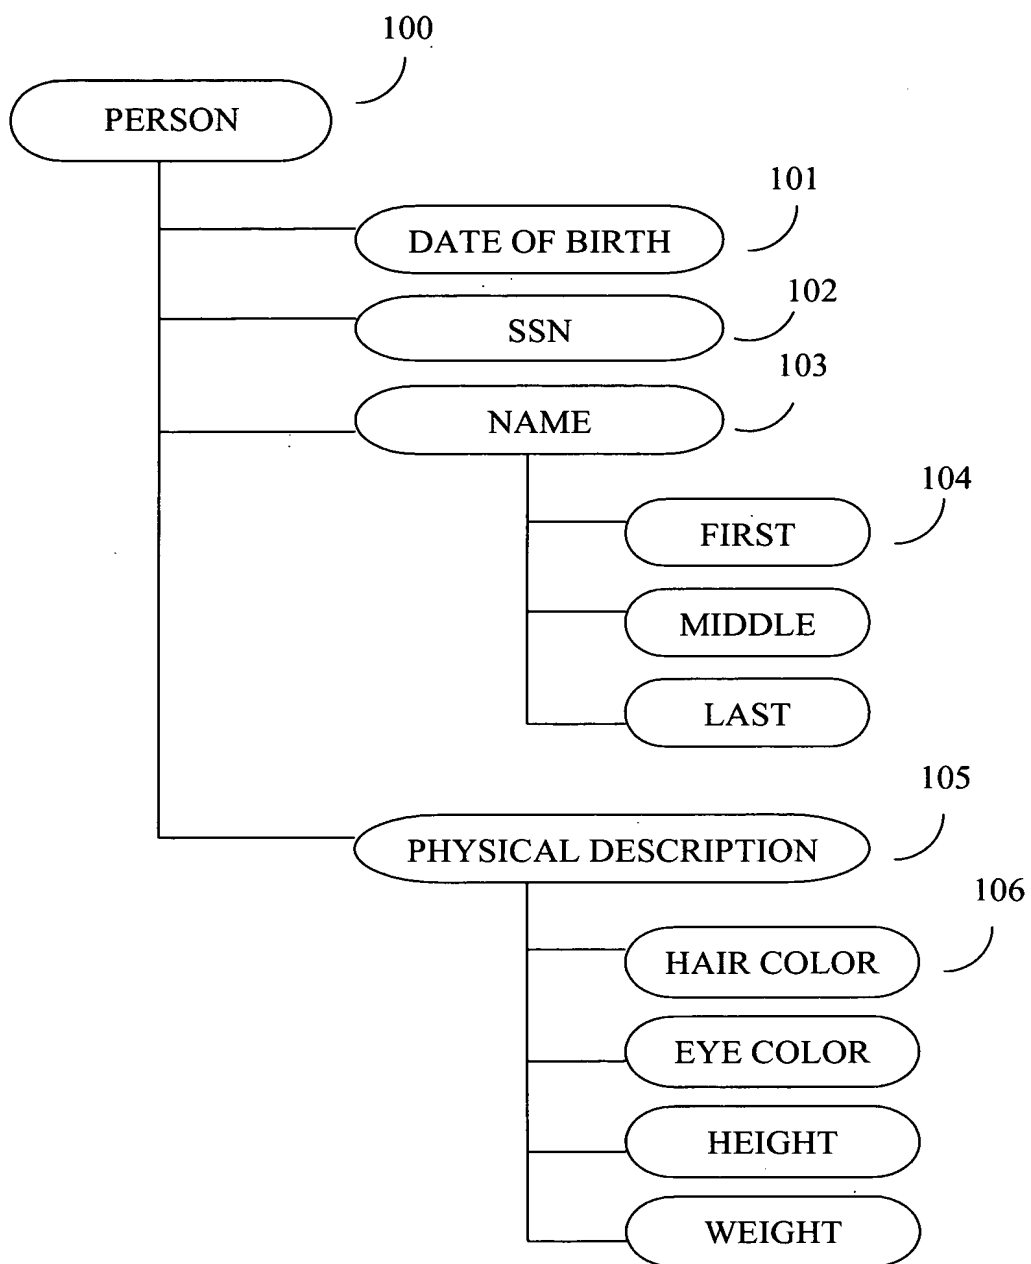 100
PERSON
101
DATE OF BIRTH
102
SSN
103
NAME
104
FIRST
MIDDLE
LAST
105
PHYSICAL DESCRIPTION
106
HAIR COLOR
EYE COLOR
HEIGHT
WEIGHT